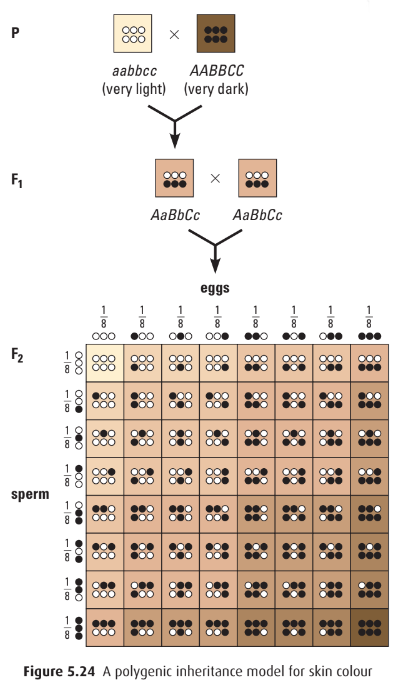 P
×
aabbcc AABBCC
(very light) (very dark)
F₁
×
AaBbCc AaBbCc
eggs
1/8 1/8 1/8 1/8 1/8 1/8 1/8 1/8
F₂
1/8
1/8
1/8
1/8
sperm
1/8
1/8
1/8
1/8
Figure 5.24 A polygenic inheritance model for skin colour